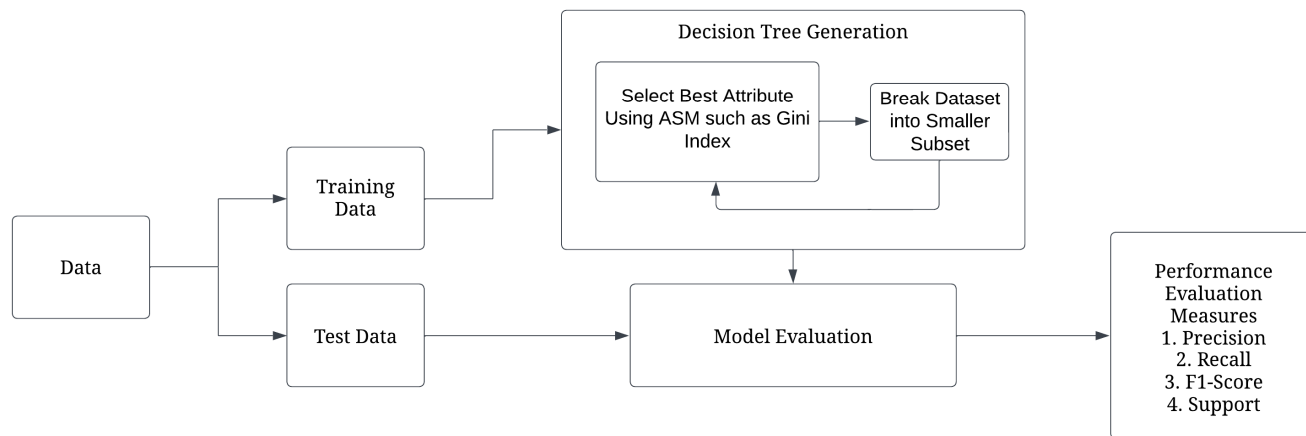 Decision Tree Generation
Select Best Attribute
Using ASM such as Gini
Index
Break Dataset
into Smaller
Subset
Training
Data
Data
Test Data
Model Evaluation
Performance
Evaluation
Measures
1. Precision
2. Recall
3. F1-Score
4. Support